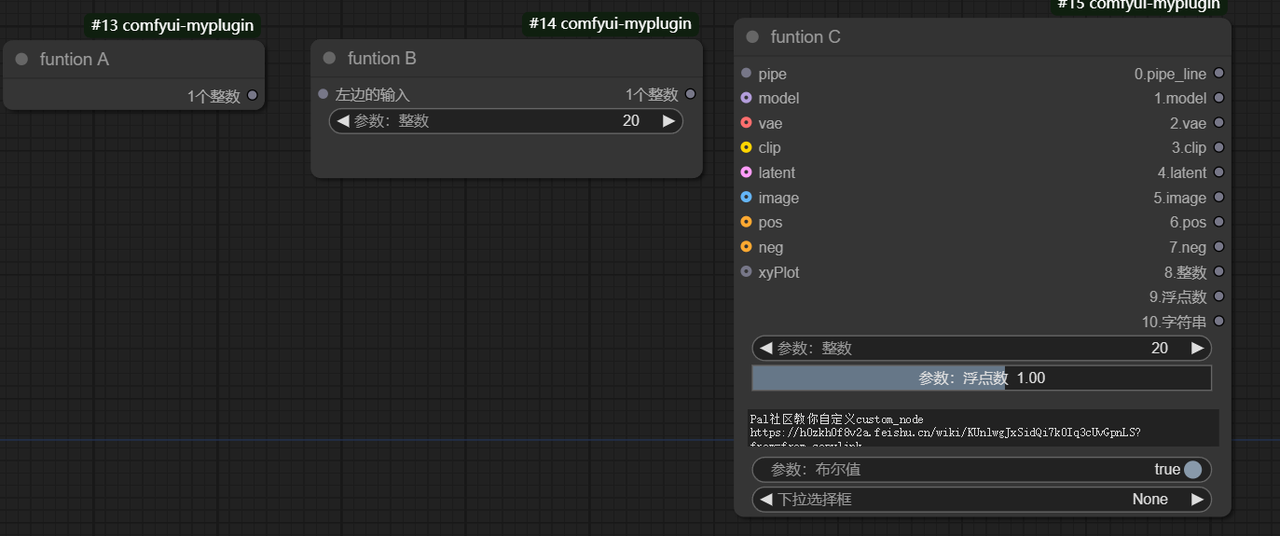 #13 comfyui-myplugin
funtion A
1个整数
#14 comfyui-myplugin
funtion B
左边的输入 1个整数
参数：整数 20
#15 comfyui-myplugin
funtion C
pipe 0.pipe_line
model 1.model
vae 2.vae
clip 3.clip
latent 4.latent
image 5.image
pos 6.pos
neg 7.neg
xyPlot 8.整数
9.浮点数
10.字符串
参数：整数 20
参数：浮点数 1.00
Pal社区教你自定义custom_node
https://h0zkh0f8v2a.feishu.cn/wiki/KUnlwgJxSidQi7k0Iq3cUvGpnLS?
from=from_copylink
参数：布尔值 true
下拉选择框 None